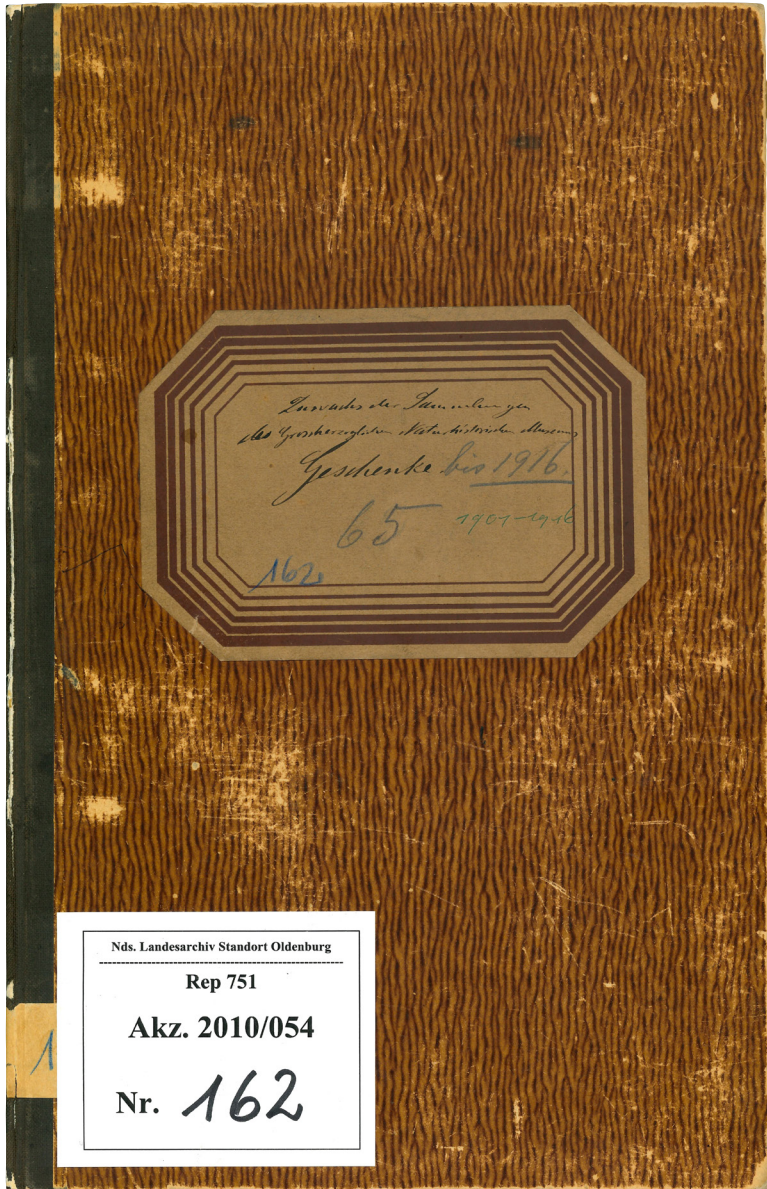 Zuwachs der Sammlungen
des Grossherzoglichen Naturhistorischen Museums
Geschenke bis 1916.
65 1901-1916
162
Nds. Landesarchiv Standort Oldenburg
Rep 751
Akz. 2010/054
1
Nr. 162